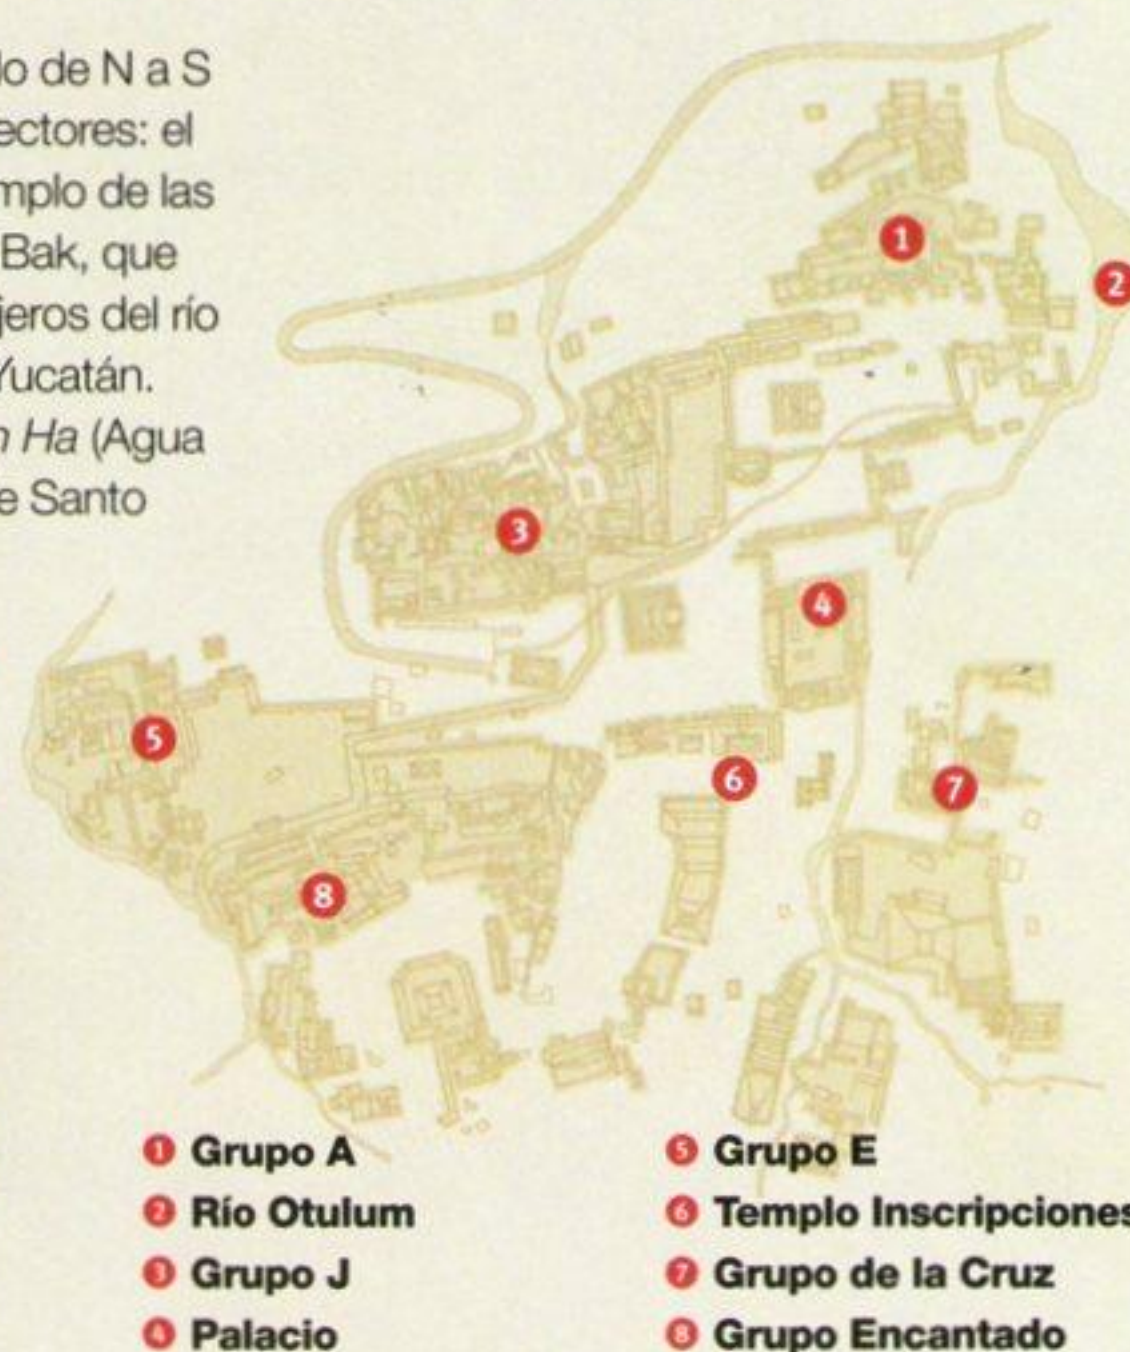 lo de N a S
ectores: el
mplo de las
Bak, que
jeros del río
Yucatán.
n Ha (Agua
e Santo
1
2
3
4
5
6
7
8
1 Grupo A
2 Río Otulum
3 Grupo J
4 Palacio
5 Grupo E
6 Templo Inscripciones
7 Grupo de la Cruz
8 Grupo Encantado